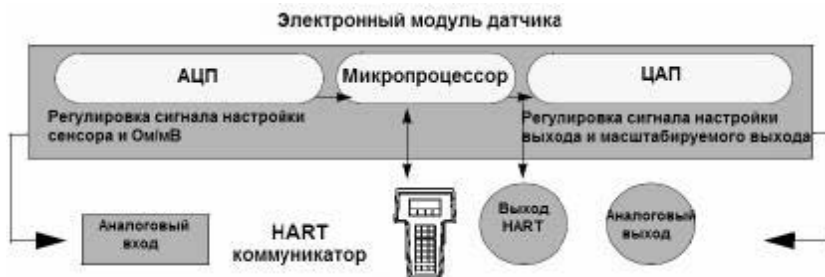 Электронный модуль датчика
АЦП
Микропроцессор
ЦАП
Регулировка сигнала настройки
сенсора и Ом/мВ
Регулировка сигнала настройки
выхода и масштабируемого выхода
Аналоговый
вход
HART
коммуникатор
Выход
HART
Аналоговый
выход